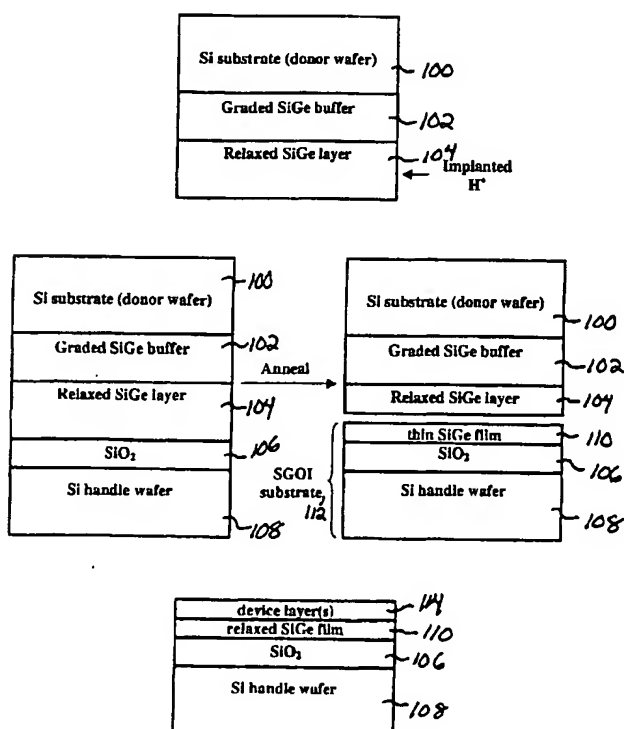 Si substrate (donor wafer)
100
Graded SiGe buffer
102
Relaxed SiGe layer
104
Implanted
H+
Si substrate (donor wafer)
100
Graded SiGe buffer
102
Relaxed SiGe layer
104
SiO2
106
Si handle wafer
108
Anneal
Si substrate (donor wafer)
100
Graded SiGe buffer
102
Relaxed SiGe layer
104
thin SiGe film
110
SiO2
106
SGOI
substrate,
112
Si handle wafer
108
device layer(s)
114
relaxed SiGe film
110
SiO2
106
Si handle wafer
108